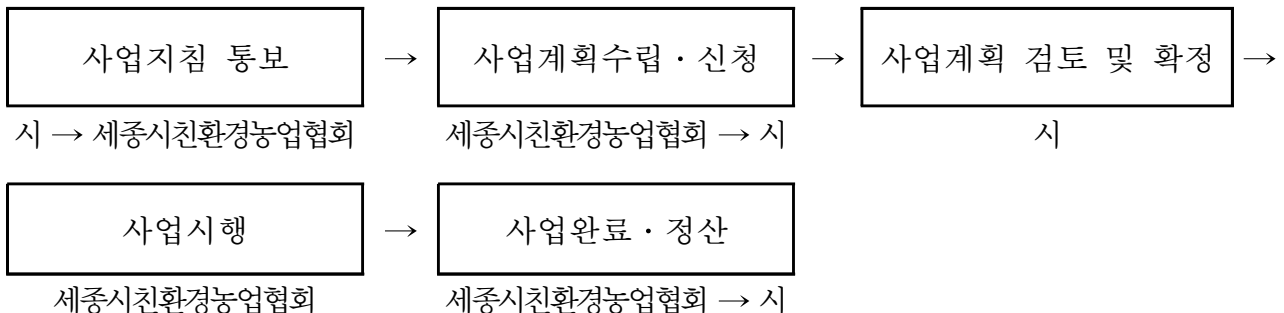 사업지침 통보 → 사업계획수립 · 신청 → 사업계획 검토 및 확정 →
시 → 세종시친환경농업협회 세종시친환경농업협회 → 시 시
사업시행 → 사업완료 · 정산
세종시친환경농업협회 세종시친환경농업협회 → 시